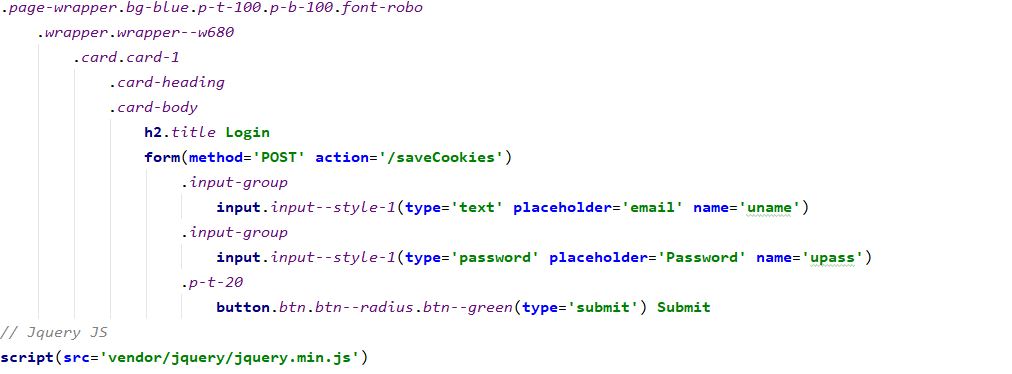 .page-wrapper.bg-blue.p-t-100.p-b-100.font-robo
.wrapper.wrapper--w680
.card.card-1
.card-heading
.card-body
h2.title Login
form(method='POST' action='/saveCookies')
.input-group
input.input--style-1(type='text' placeholder='email' name='uname')
.input-group
input.input--style-1(type='password' placeholder='Password' name='upass')
.p-t-20
button.btn.btn--radius.btn--green(type='submit') Submit
// Jquery JS
script(src='vendor/jquery/jquery.min.js')